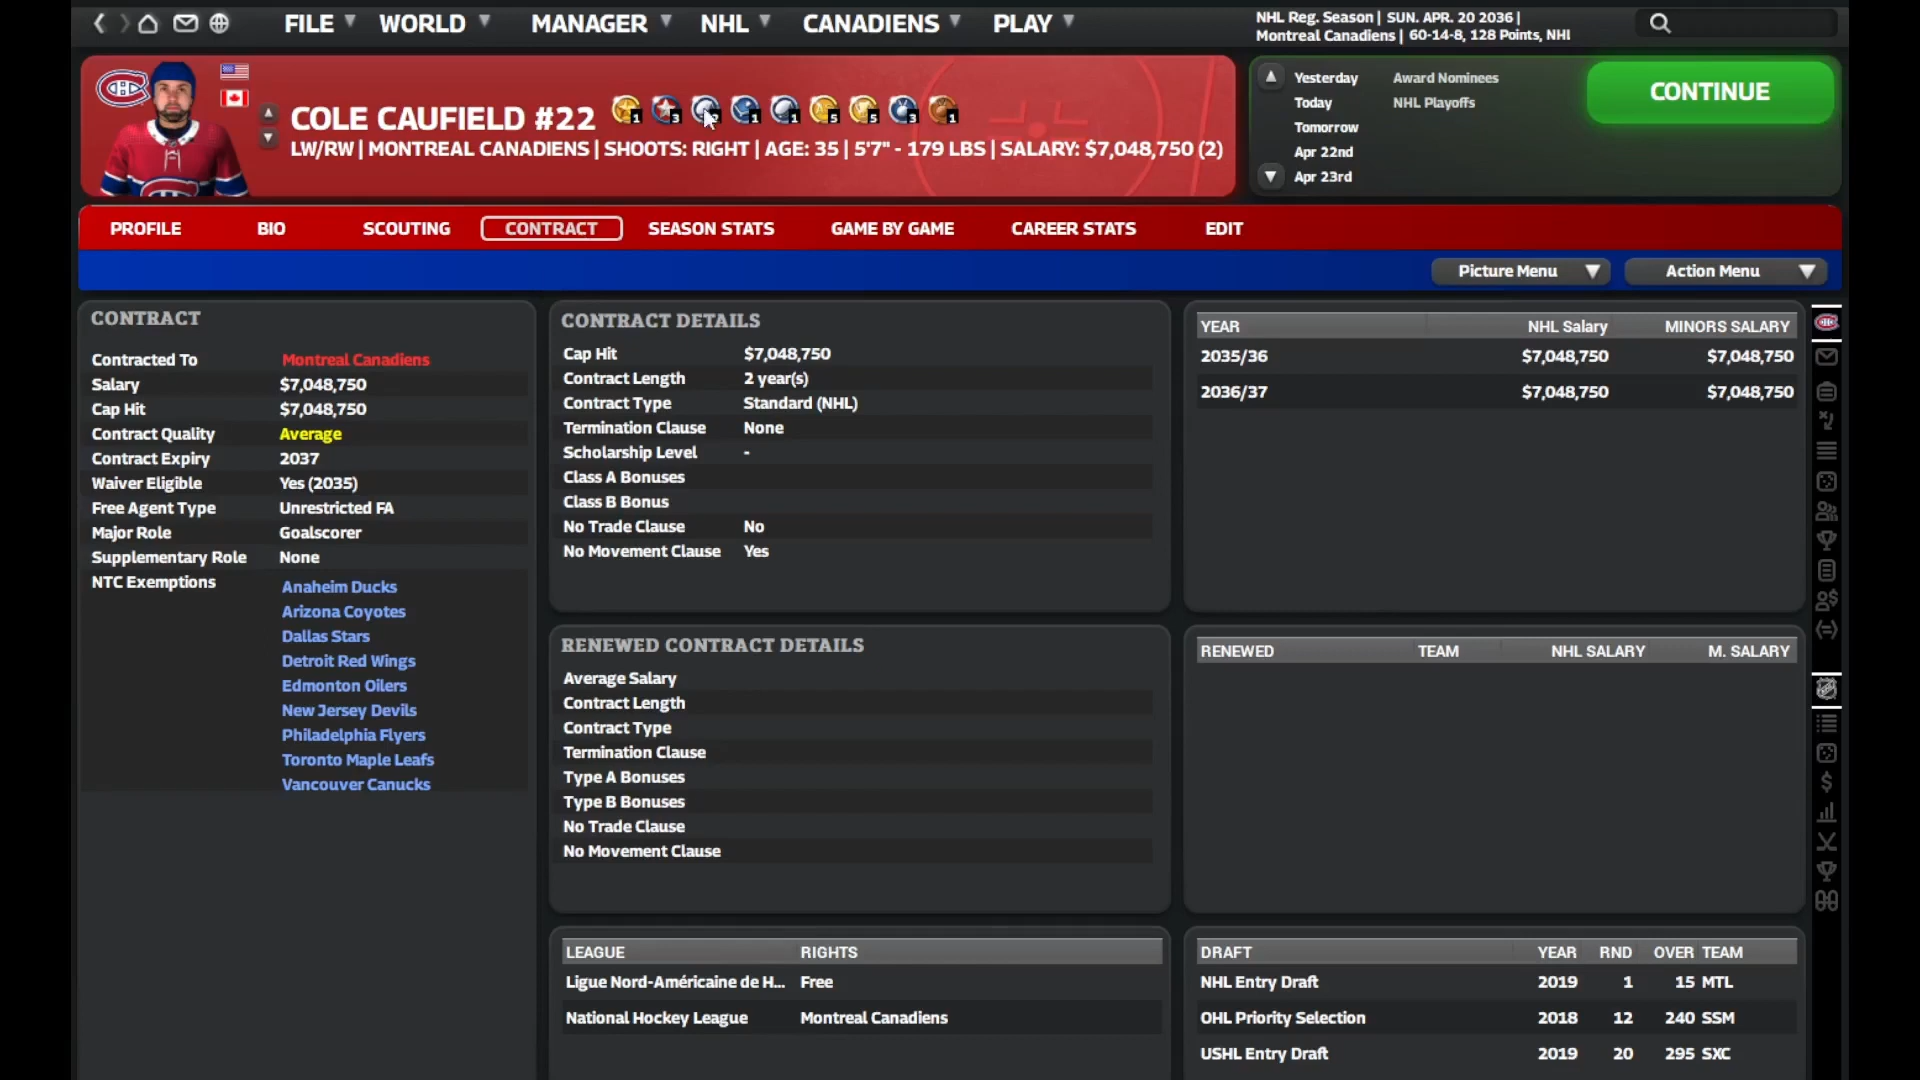 FILE WORLD MANAGER NHL CANADIENS PLAY
NHL Reg. Season | SUN. APR. 20 2036 |
Montreal Canadiens | 60-14-8, 128 Points, NHL
COLE CAUFIELD #22
1 3 2 1 1 5 5 3 1
LW/RW | MONTREAL CANADIENS | SHOOTS: RIGHT | AGE: 35 | 5'7" - 179 LBS | SALARY: $7,048,750 (2)
Yesterday Award Nominees
Today NHL Playoffs
Tomorrow
Apr 22nd
Apr 23rd
CONTINUE
PROFILE BIO SCOUTING CONTRACT SEASON STATS GAME BY GAME CAREER STATS EDIT
Picture Menu Action Menu
CONTRACT
Contracted To Montreal Canadiens
Salary $7,048,750
Cap Hit $7,048,750
Contract Quality Average
Contract Expiry 2037
Waiver Eligible Yes (2035)
Free Agent Type Unrestricted FA
Major Role Goalscorer
Supplementary Role None
NTC Exemptions Anaheim Ducks
Arizona Coyotes
Dallas Stars
Detroit Red Wings
Edmonton Oilers
New Jersey Devils
Philadelphia Flyers
Toronto Maple Leafs
Vancouver Canucks
CONTRACT DETAILS
Cap Hit $7,048,750
Contract Length 2 year(s)
Contract Type Standard (NHL)
Termination Clause None
Scholarship Level -
Class A Bonuses
Class B Bonus
No Trade Clause No
No Movement Clause Yes
YEAR NHL Salary MINORS SALARY
2035/36 $7,048,750 $7,048,750
2036/37 $7,048,750 $7,048,750
RENEWED CONTRACT DETAILS
Average Salary
Contract Length
Contract Type
Termination Clause
Type A Bonuses
Type B Bonuses
No Trade Clause
No Movement Clause
RENEWED TEAM NHL SALARY M. SALARY
LEAGUE RIGHTS
Ligue Nord-Américaine de H... Free
National Hockey League Montreal Canadiens
DRAFT YEAR RND OVER TEAM
NHL Entry Draft 2019 1 15 MTL
OHL Priority Selection 2018 12 240 SSM
USHL Entry Draft 2019 20 295 SXC